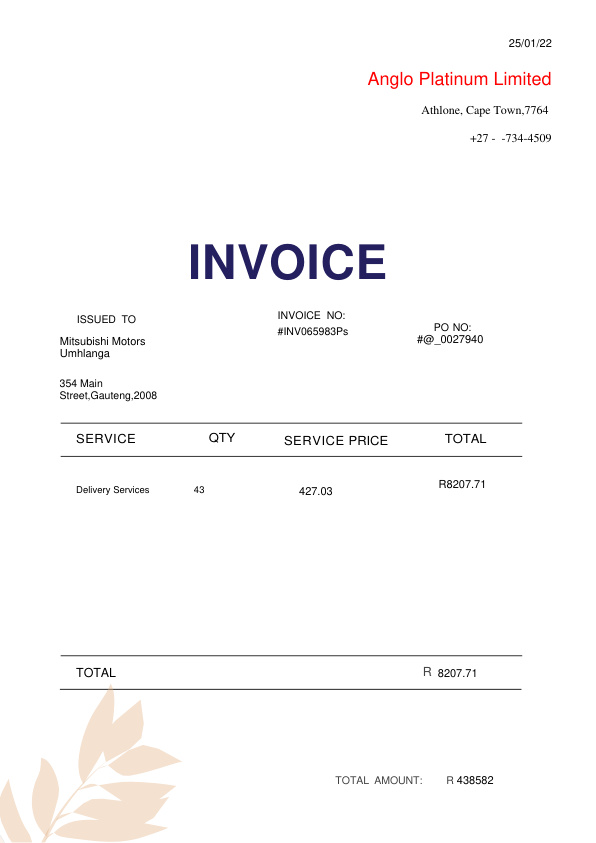 25/01/22
Anglo Platinum Limited
Athlone, Cape Town,7764
+27 -  -734-4509
INVOICE
ISSUED TO
INVOICE NO:
PO NO:
#INV065983Ps
#@_0027940
Mitsubishi Motors
Umhlanga
354 Main
Street,Gauteng,2008
SERVICE QTY SERVICE PRICE TOTAL
Delivery Services 43 427.03 R8207.71
TOTAL R 8207.71
TOTAL AMOUNT: R 438582